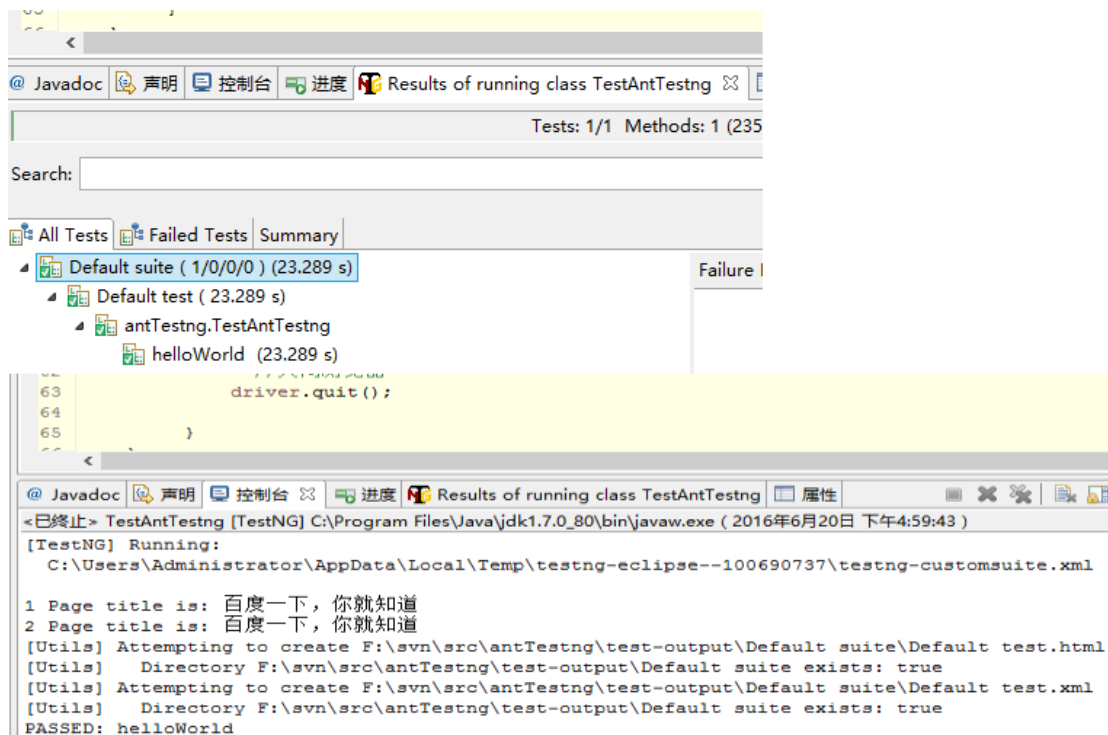 65 }
@ Javadoc 声明 控制台 进度 Results of running class TestAntTestng
Tests: 1/1 Methods: 1 (235
Search:
All Tests Failed Tests Summary
Default suite ( 1/0/0/0 ) (23.289 s)
Failure
Default test ( 23.289 s)
antTestng.TestAntTestng
helloWorld (23.289 s)
63 driver.quit();
64
65 }
@ Javadoc 声明 控制台 进度 Results of running class TestAntTestng 属性
<已终止> TestAntTestng [TestNG] C:\Program Files\Java\jdk1.7.0_80\bin\javaw.exe ( 2016年6月20日 下午4:59:43 )
[TestNG] Running:
C:\Users\Administrator\AppData\Local\Temp\testng-eclipse--100690737\testng-customsuite.xml
1 Page title is: 百度一下，你就知道
2 Page title is: 百度一下，你就知道
[Utils] Attempting to create F:\svn\src\antTestng\test-output\Default suite\Default test.html
[Utils] Directory F:\svn\src\antTestng\test-output\Default suite exists: true
[Utils] Attempting to create F:\svn\src\antTestng\test-output\Default suite\Default test.xml
[Utils] Directory F:\svn\src\antTestng\test-output\Default suite exists: true
PASSED: helloWorld